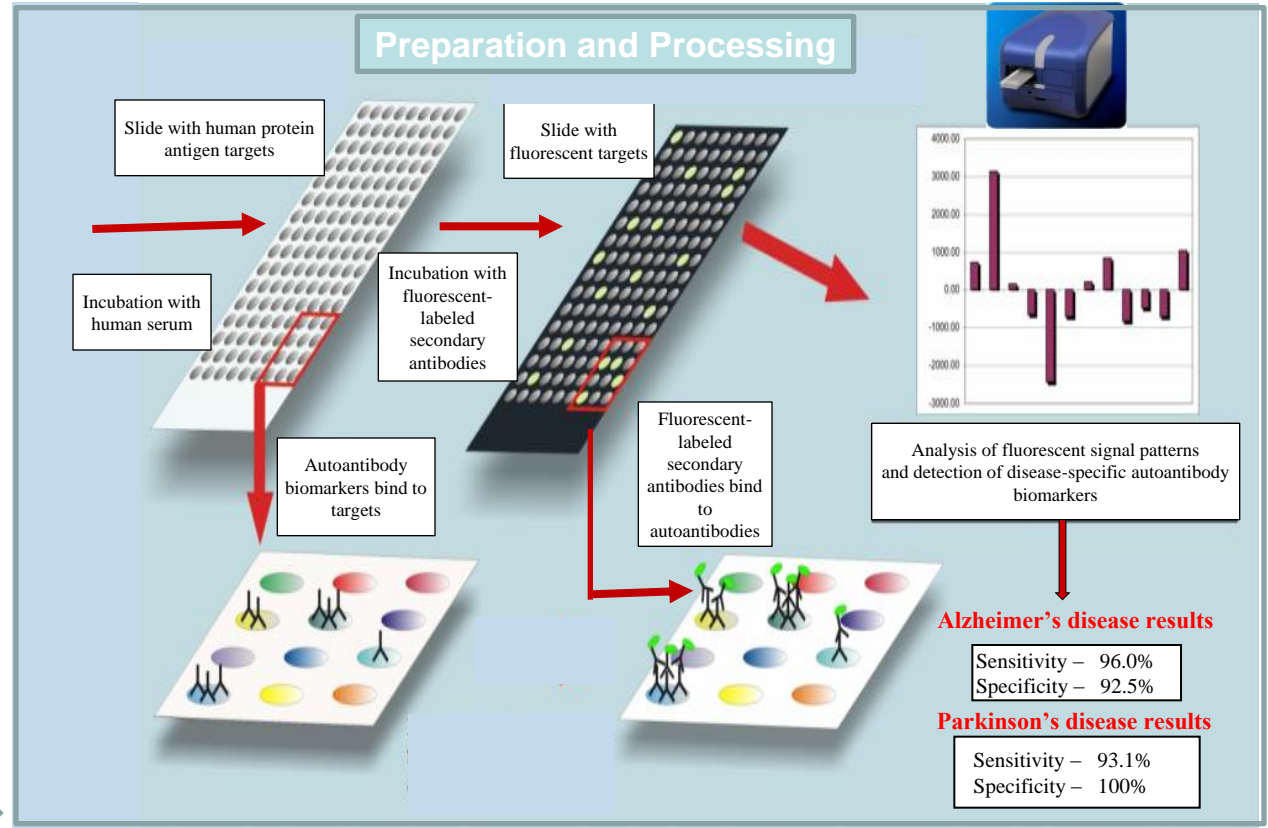 Preparation and Processing
Slide with human protein
antigen targets
Slide with
fluorescent targets
Incubation with
human serum
Incubation with
fluorescent-
labeled
secondary
antibodies
Autoantibody
biomarkers bind to
targets
Fluorescent-
labeled
secondary
antibodies bind
to
autoantibodies
4000.00
3000.00
2000.00
1000.00
0.00
-1000.00
-2000.00
-3000.00
Analysis of fluorescent signal patterns
and detection of disease-specific autoantibody
biomarkers
Alzheimer’s disease results
Sensitivity – 96.0%
Specificity – 92.5%
Parkinson’s disease results
Sensitivity – 93.1%
Specificity – 100%